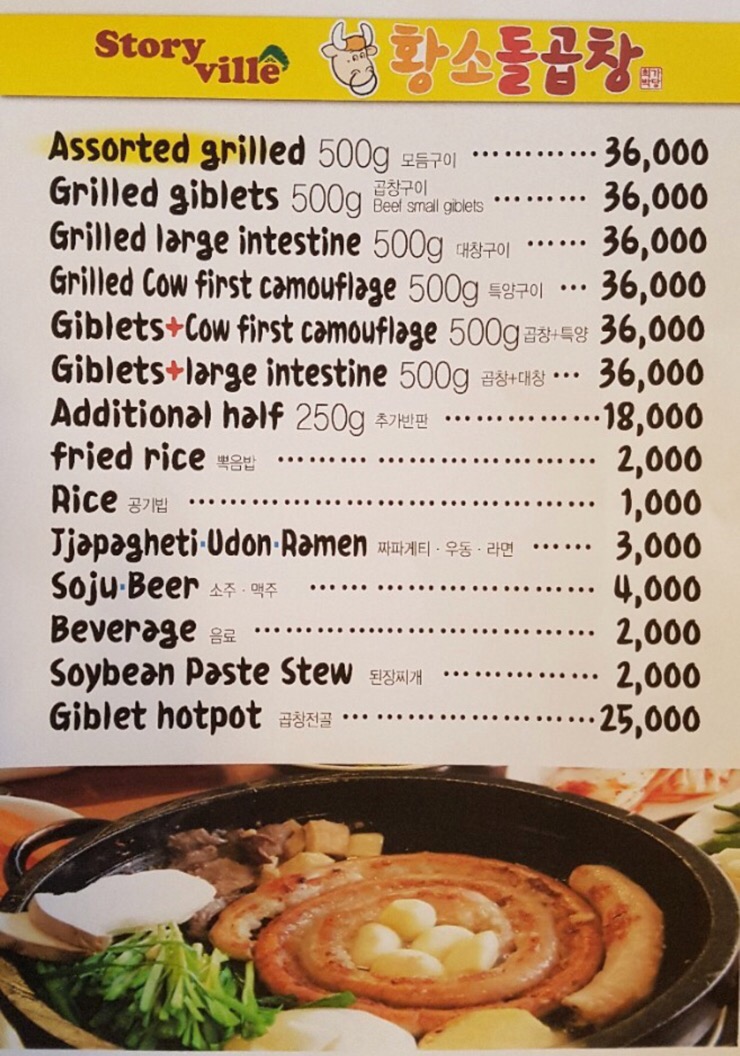 Story ville 황소돌곱창
Assorted grilled 500g 모듬구이 ············ 36,000
Grilled giblets 500g 곱창구이 Beef small giblets ········· 36,000
Grilled large intestine 500g 대창구이 ······ 36,000
Grilled Cow first camouflage 500g 특양구이 ··· 36,000
Giblets+Cow first camouflage 500g 곱창+특양 36,000
Giblets+large intestine 500g 곱창+대창 ··· 36,000
Additional half 250g 추가반판 ··············· 18,000
fried rice 뽁음밥 ······························ 2,000
Rice 공기밥 ······································· 1,000
Jjapagheti·Udon·Ramen 짜파게티 · 우동 · 라면 ······ 3,000
Soju·Beer 소주 · 맥주 ··························· 4,000
Beverage 음료 ································· 2,000
Soybean Paste Stew 된장찌개 ··············· 2,000
Giblet hotpot 곱창전골 ························ 25,000